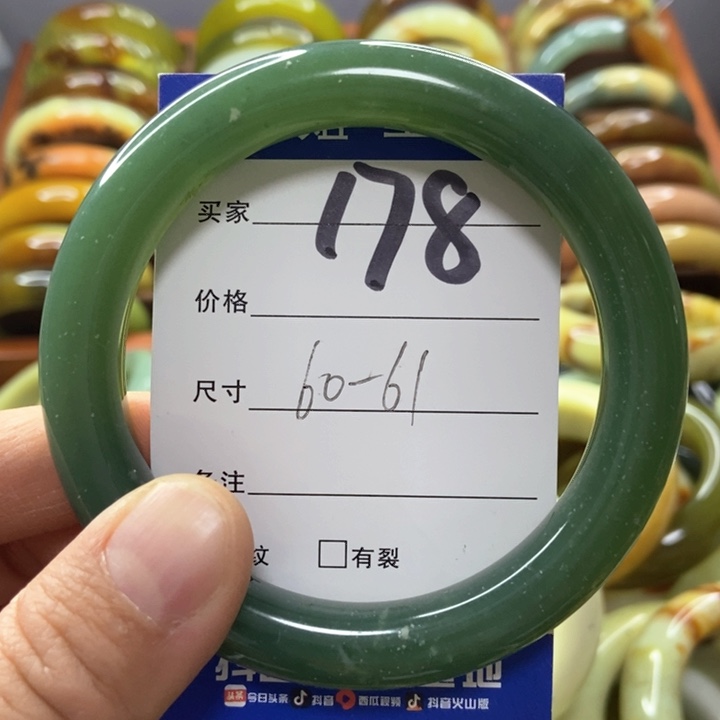 买家 178
价格
尺寸 60-61
备注
纹 □有裂
今日头条 抖音 西瓜视频 抖音火山版